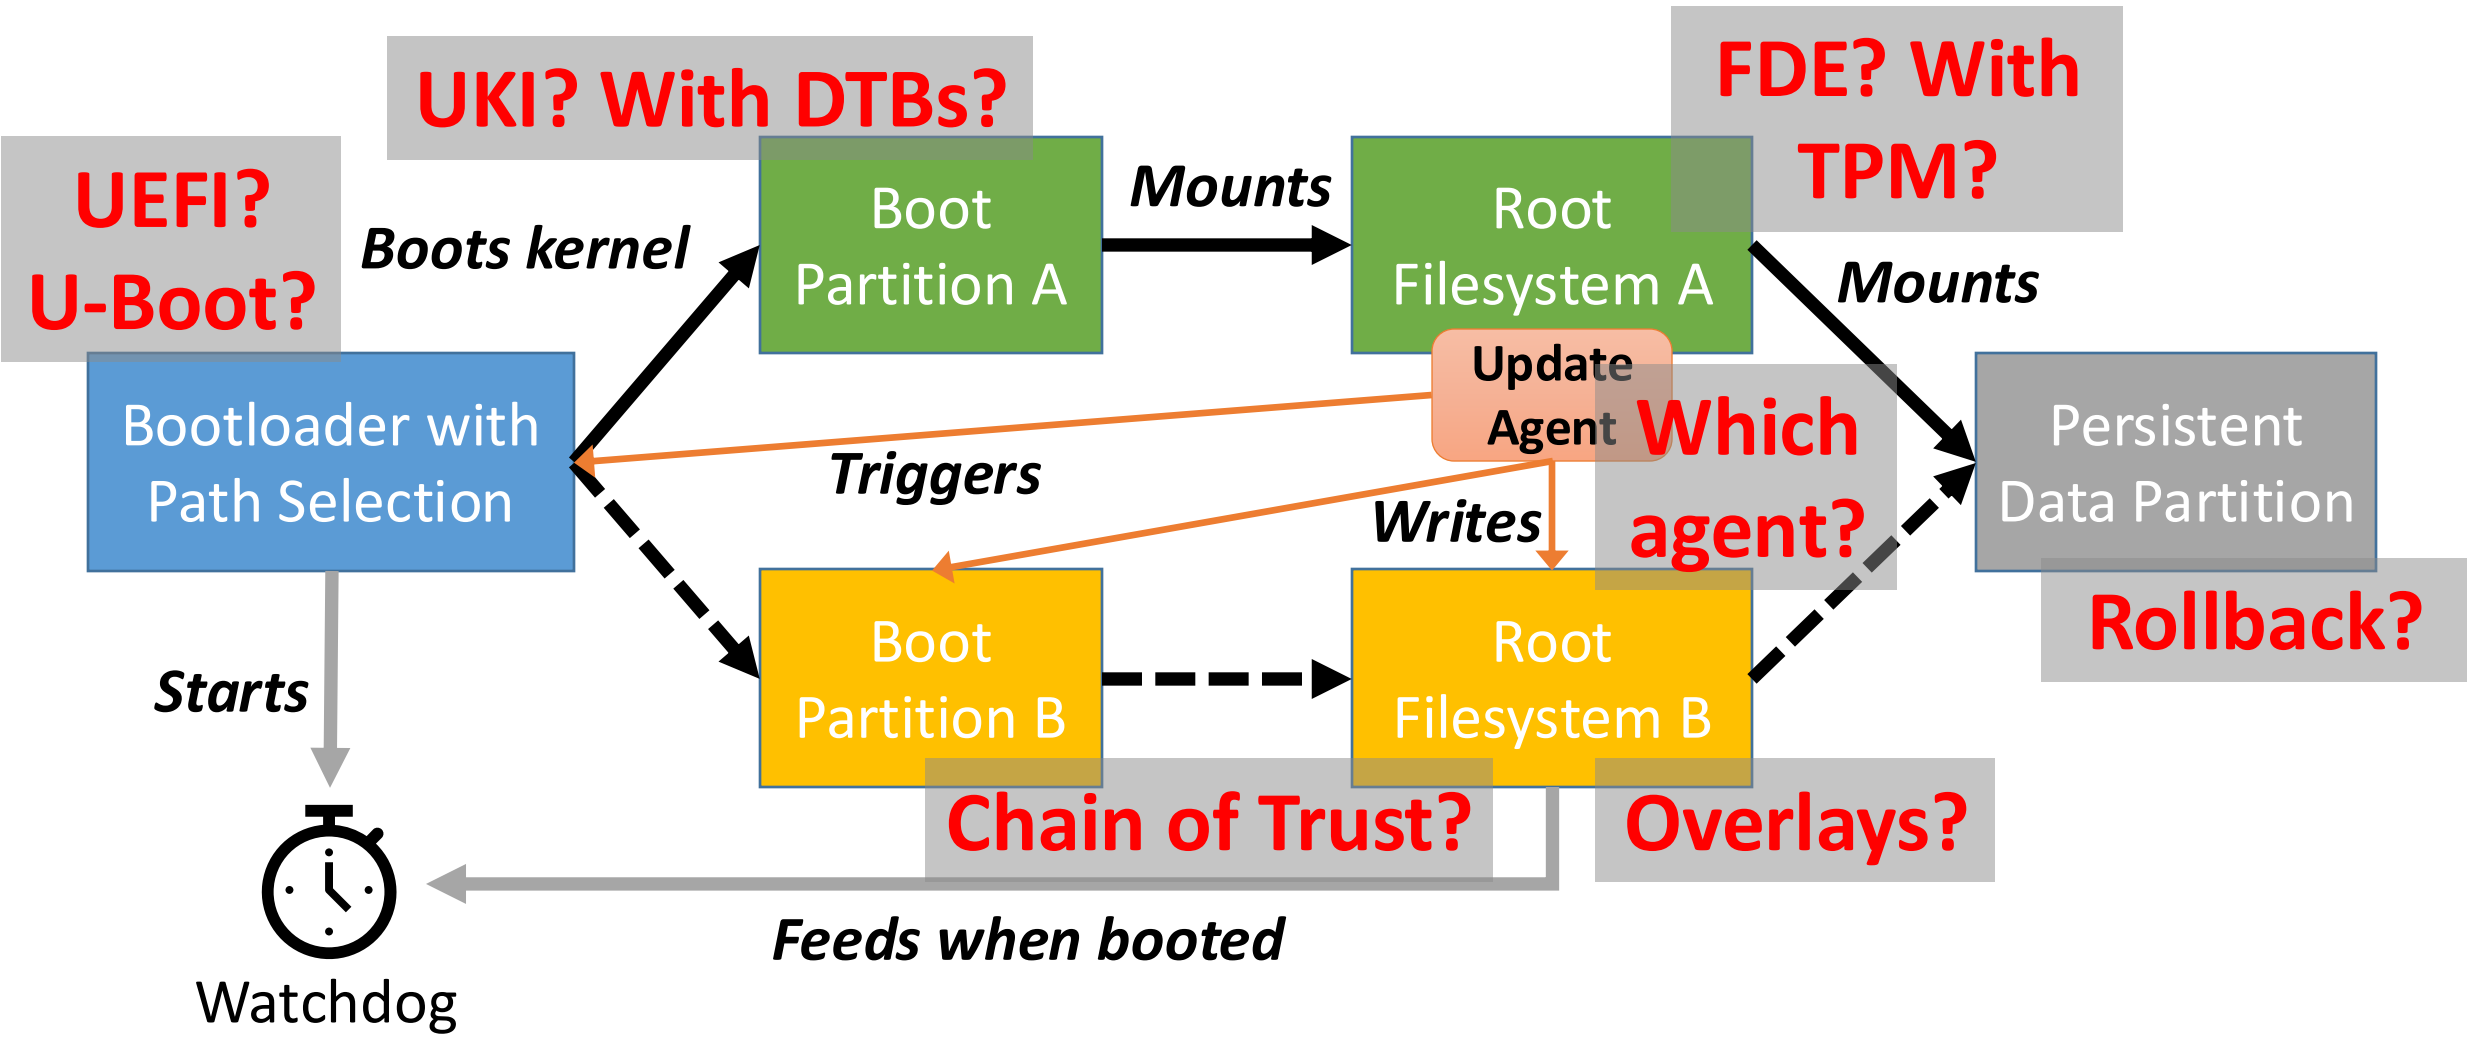 UKI? With DTBs?
FDE? With
TPM?
UEFI?
U-Boot?
Boots kernel
Boot
Partition A
Mounts
Root
Filesystem A
Mounts
Update
Agent
Which
agent?
Bootloader with
Path Selection
Triggers
Writes
Persistent
Data Partition
Rollback?
Boot
Partition B
Root
Filesystem B
Starts
Chain of Trust?
Overlays?
Feeds when booted
Watchdog